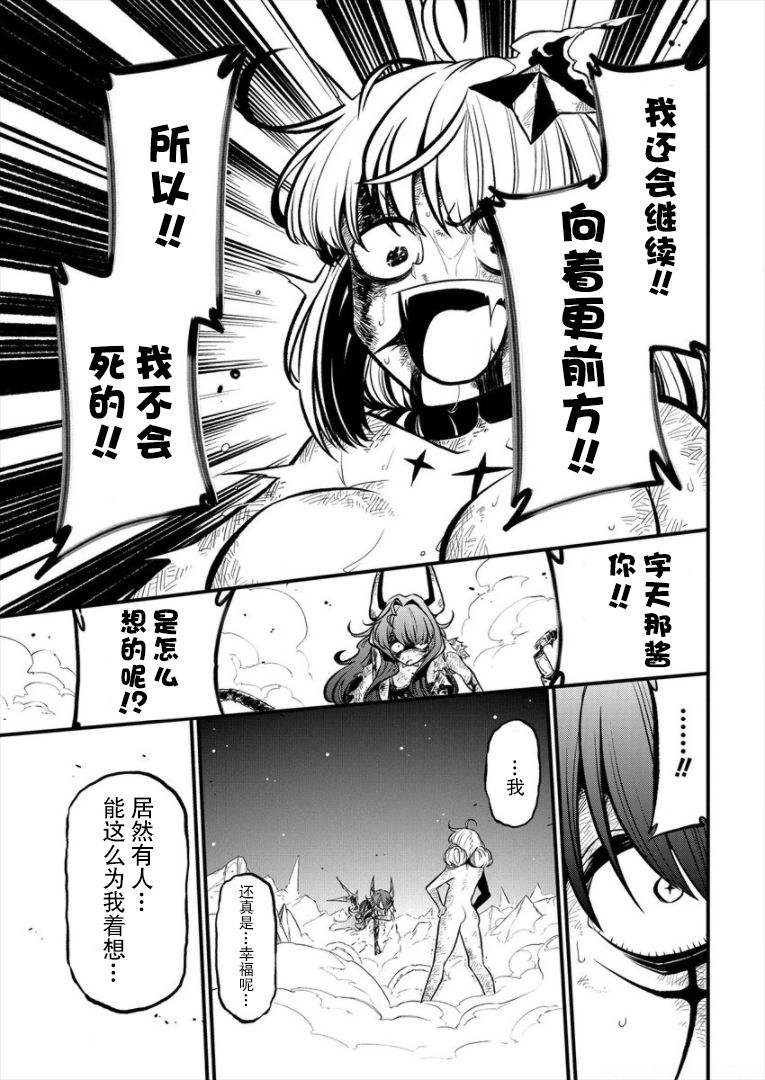 我还会继续!!
向着更前方!!
所以!!
我不会
死的!!
宇天那酱
你!!
是怎么
想的呢!?
……!!
…我
还真是…幸福呢…
居然有人…
能这么为我着想…